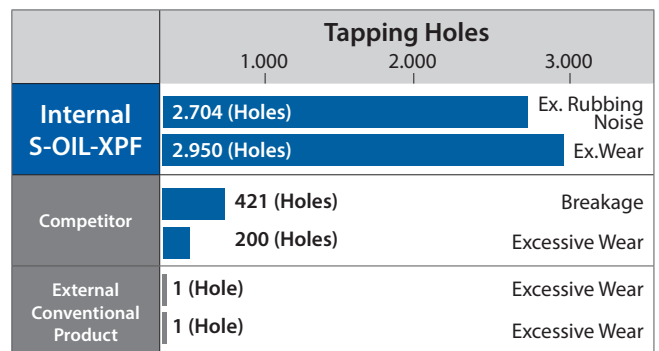 Tapping Holes
1.000 2.000 3.000
Internal
S-OIL-XPF
2.704 (Holes)
Ex. Rubbing
Noise
2.950 (Holes)
Ex.Wear
Competitor
421 (Holes)
Breakage
200 (Holes)
Excessive Wear
External
Conventional
Product
1 (Hole)
Excessive Wear
1 (Hole)
Excessive Wear